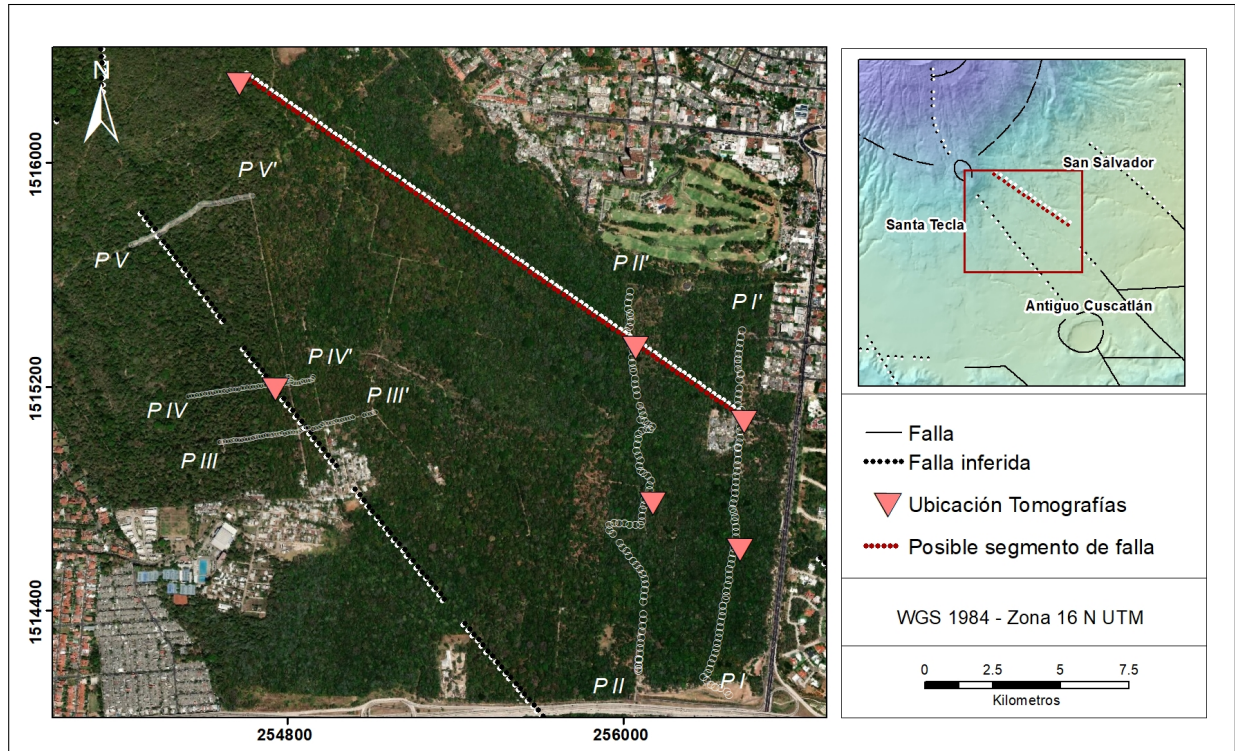 N
1516000
1515200
1514400
254800
256000
P V'
P V
P II'
P I'
P IV'
P IV
P III'
P III
P II
P I
San Salvador
Santa Tecla
Antiguo Cuscatlán
Falla
Falla inferida
Ubicación Tomografías
Posible segmento de falla
WGS 1984 - Zona 16 N UTM
0 2.5 5 7.5
Kilometros